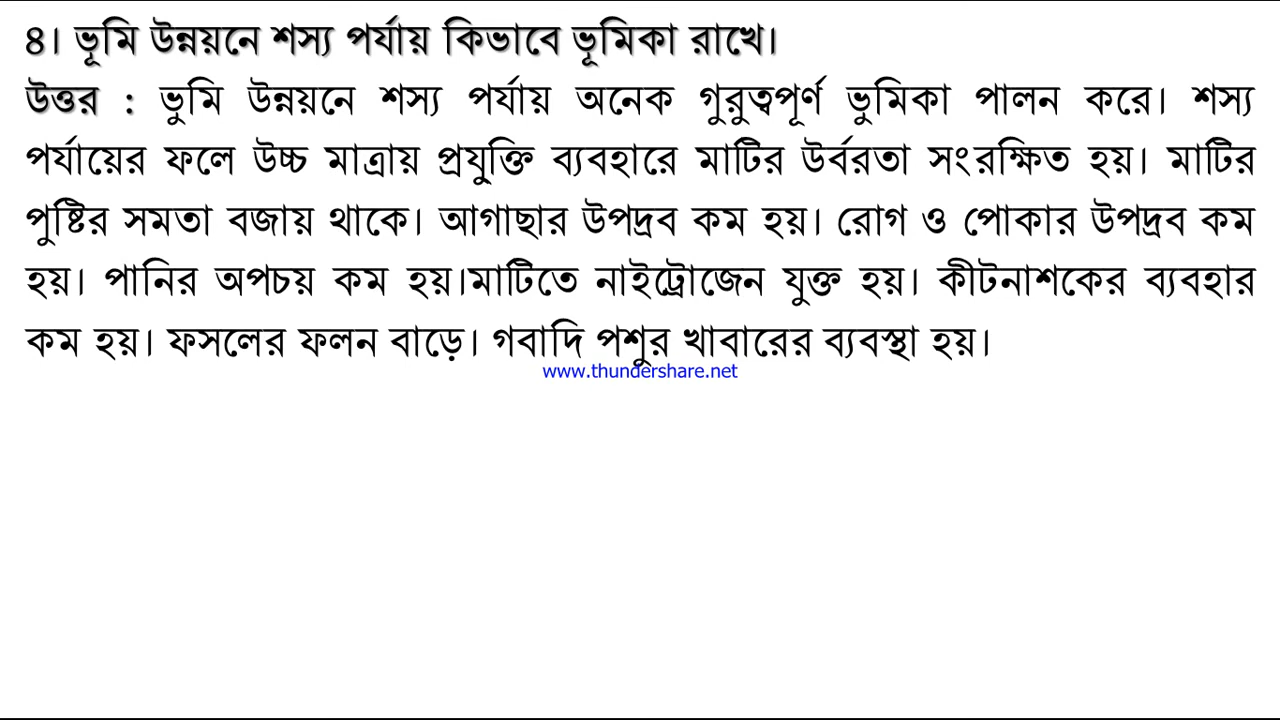 ৪। ভূমি উন্নয়নে শস্য পর্যায় কিভাবে ভূমিকা রাখে।
উত্তর : ভুমি উন্নয়নে শস্য পর্যায় অনেক গুরুত্বপূর্ণ ভুমিকা পালন করে। শস্য
পর্যায়ের ফলে উচ্চ মাত্রায় প্রযুক্তি ব্যবহারে মাটির উর্বরতা সংরক্ষিত হয়। মাটির
পুষ্টির সমতা বজায় থাকে। আগাছার উপদ্রব কম হয়। রোগ ও পোকার উপদ্রব কম
হয়। পানির অপচয় কম হয়।মাটিতে নাইট্রোজেন যুক্ত হয়। কীটনাশকের ব্যবহার
কম হয়। ফসলের ফলন বাড়ে। গবাদি পশুর খাবারের ব্যবস্থা হয়।
www.thundershare.net